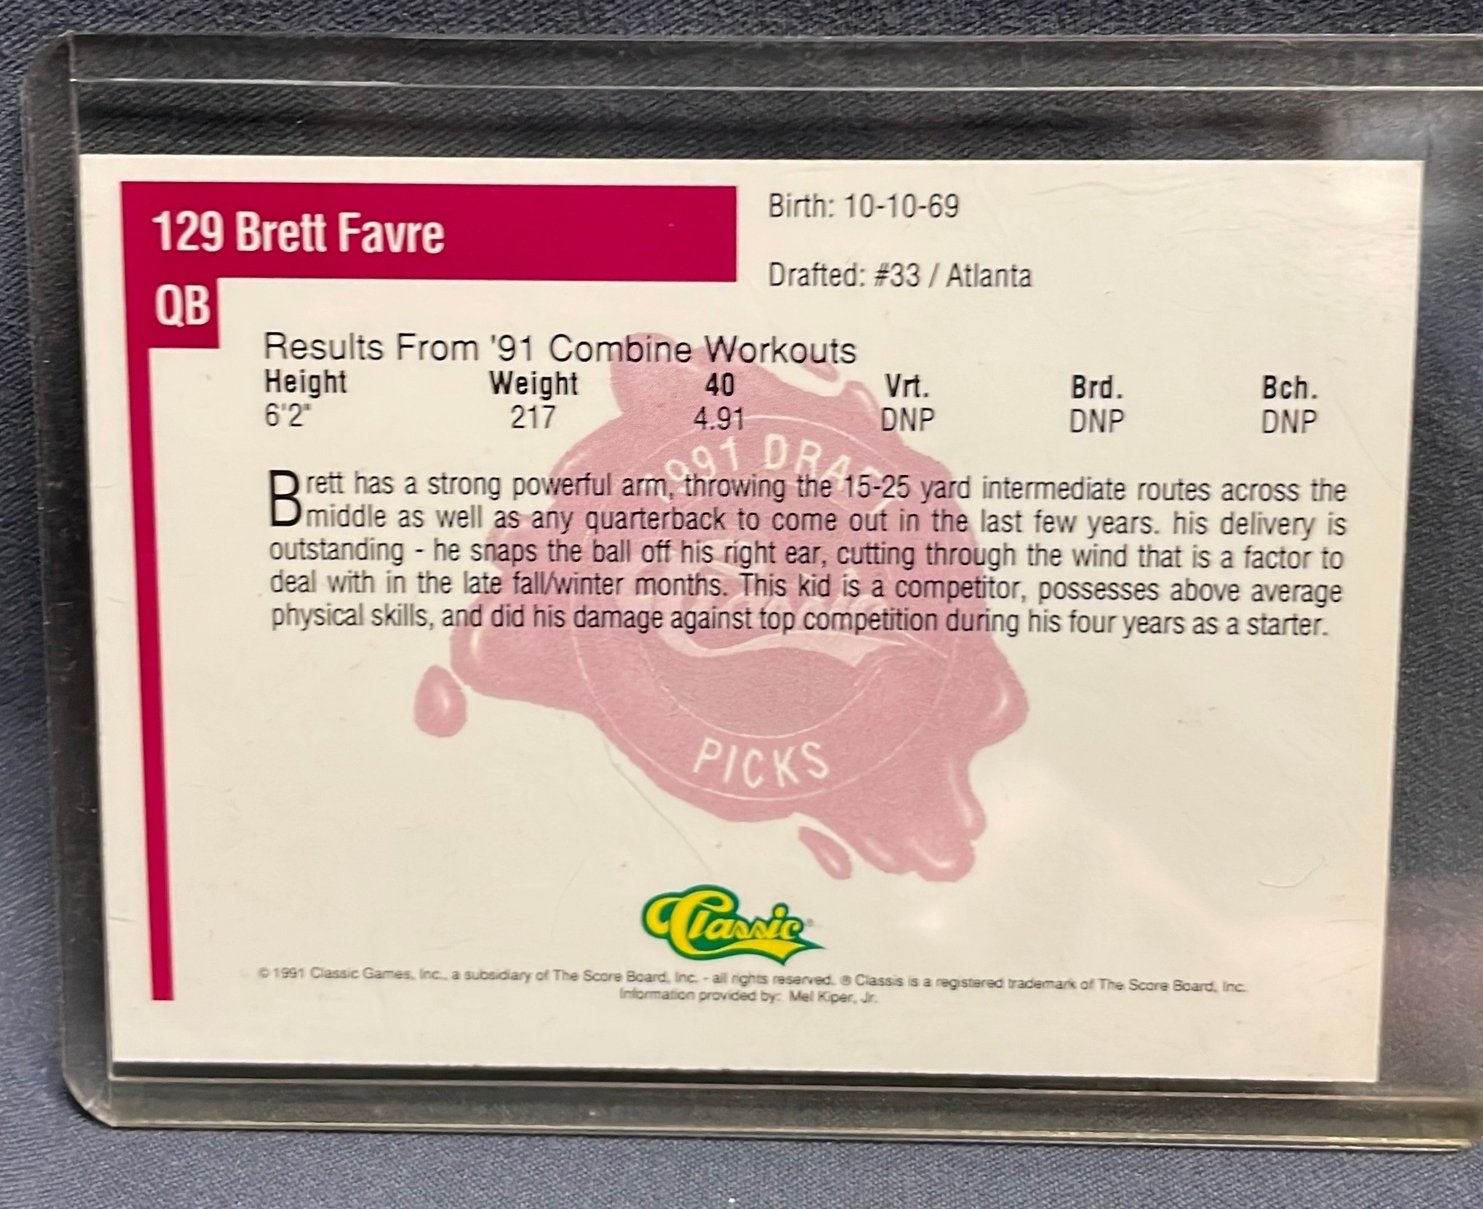 129 Brett Favre
QB
Birth: 10-10-69
Drafted: #33 / Atlanta
Results From '91 Combine Workouts
Height Weight 40 Vrt. Brd. Bch.
6'2" 217 4.91 DNP DNP DNP
1991 DRAFT
Brett has a strong powerful arm, throwing the 15-25 yard intermediate routes across the
middle as well as any quarterback to come out in the last few years. his delivery is
outstanding - he snaps the ball off his right ear, cutting through the wind that is a factor to
deal with in the late fall/winter months. This kid is a competitor, possesses above average
physical skills, and did his damage against top competition during his four years as a starter.
Classic
PICKS
Classic®
© 1991 Classic Games, Inc., a subsidiary of The Score Board, Inc. - all rights reserved. ® Classis is a registered trademark of The Score Board, Inc.
Information provided by: Mel Kiper, Jr.